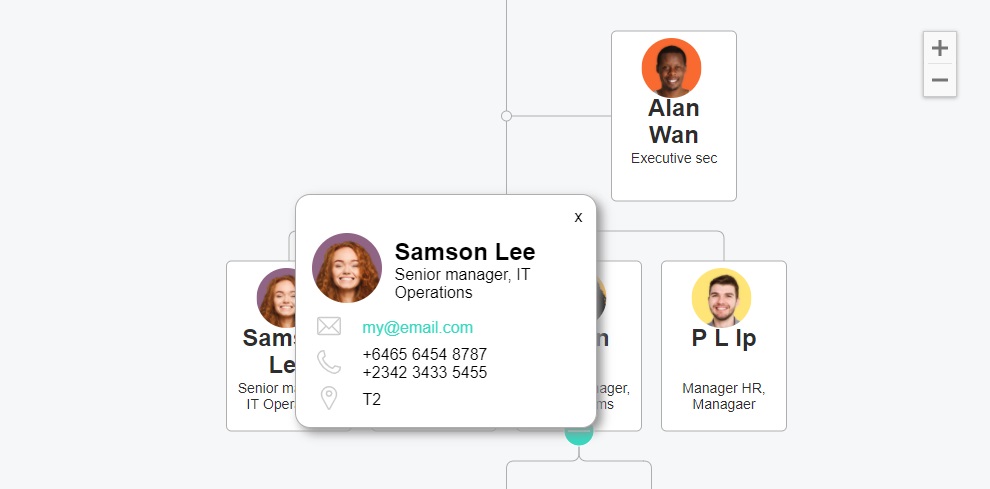 Alan
Wan
Executive sec
x
Samson Lee
Senior manager, IT
Operations
my@email.com
+6465 6454 8787
+2342 3433 5455
T2
Sams
Le
Senior ma
IT Oper
n
ager,
ms
P L Ip
Manager HR,
Managaer